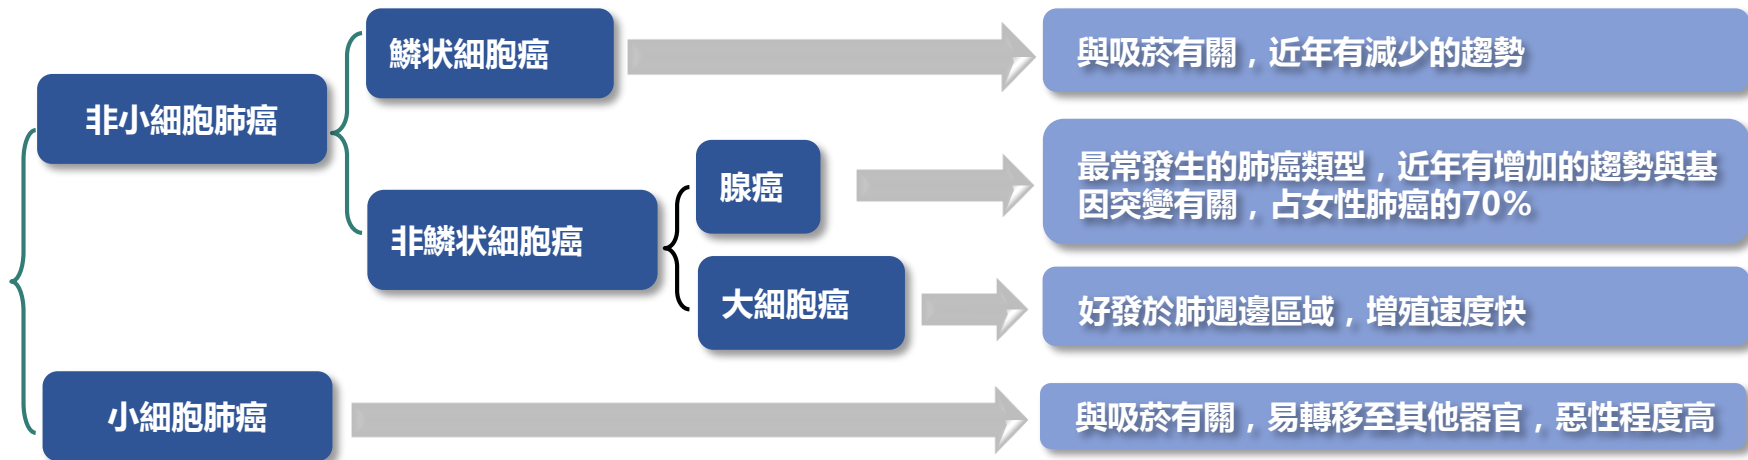 鱗状細胞癌
與吸菸有關，近年有減少的趨勢
非小細胞肺癌
腺癌
最常發生的肺癌類型，近年有增加的趨勢與基
因突變有關，占女性肺癌的70%
非鱗状細胞癌
大細胞癌
好發於肺週邊區域，增殖速度快
小細胞肺癌
與吸菸有關，易轉移至其他器官，惡性程度高